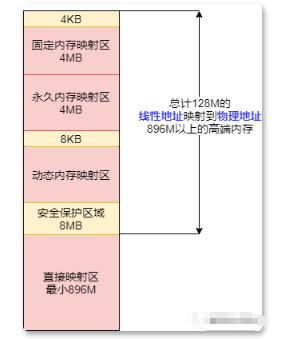 4KB
固定内存映射区
4MB
永久内存映射区
4MB
8KB
动态内存映射区
安全保护区域
8MB
直接映射区
最小896M
总计128M的
线性地址映射到物理地址
896M以上的高端内存